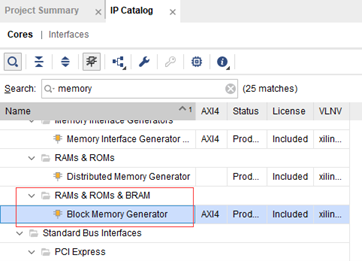 Project Summary × IP Catalog ×
Cores | Interfaces
Search: memory (25 matches)
Name 1 AXI4 Status License VLNV
Memory Interface Generators
Memory Interface Generator ... AXI4 Prod... Included xilin...
RAMs & ROMs
Distributed Memory Generator Prod... Included xilin...
RAMs & ROMs & BRAM
Block Memory Generator AXI4 Prod... Included xilin...
Standard Bus Interfaces
PCI Express